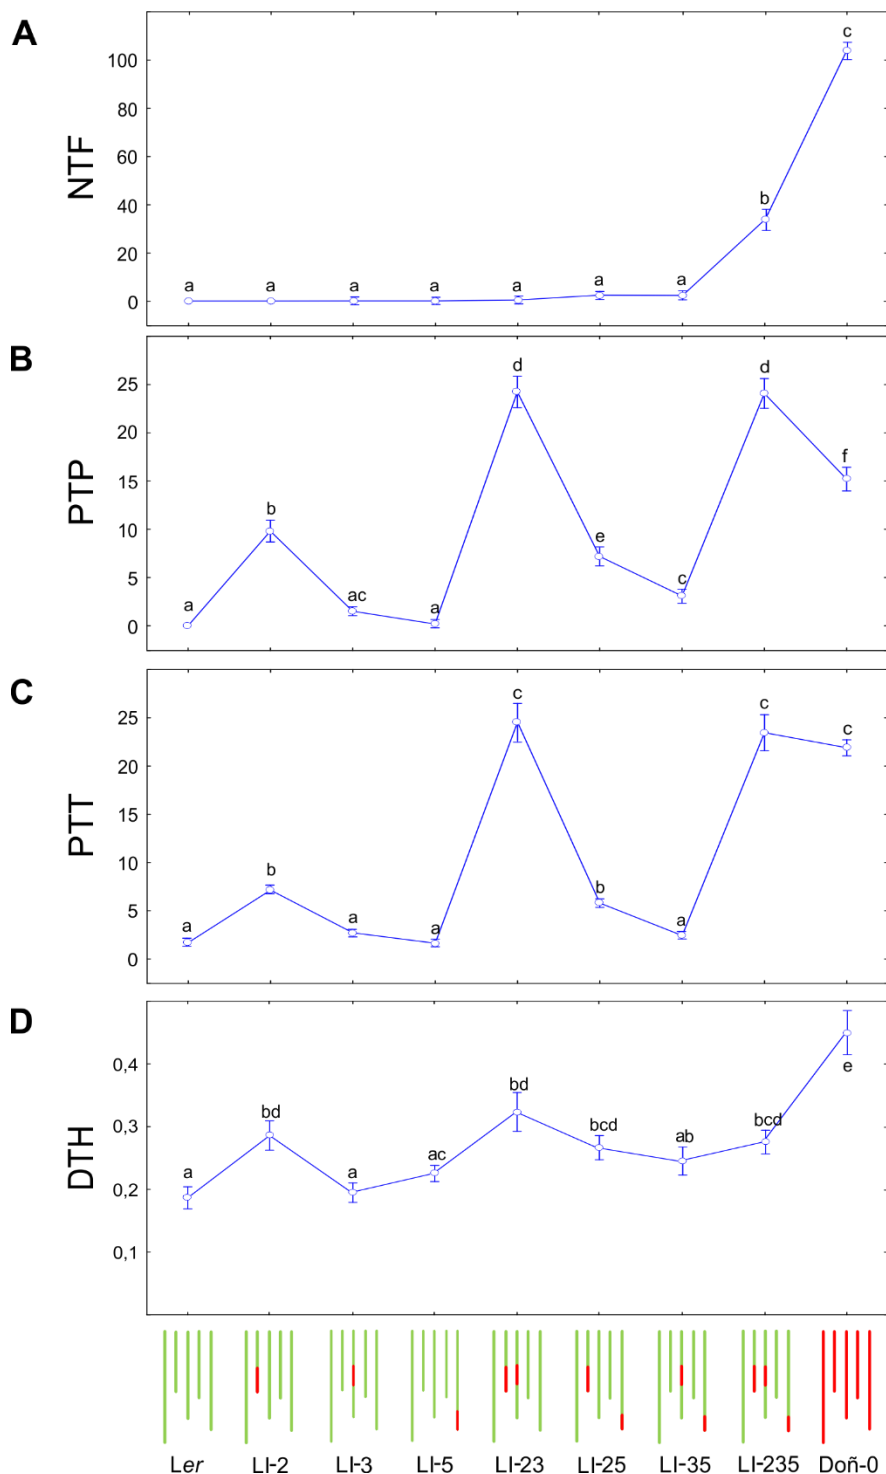 A
NTF
100
80
60
40
20
0
a a a a a a a b c
B
PTP
25
20
15
10
5
0
a b ac a d e c d f
C
PTT
25
20
15
10
5
0
a b a a c b a c c
D
DTH
0,4
0,3
0,2
0,1
a bd a ac bd bcd ab bcd e
Ler LI-2 LI-3 LI-5 LI-23 LI-25 LI-35 LI-235 Doñ-0